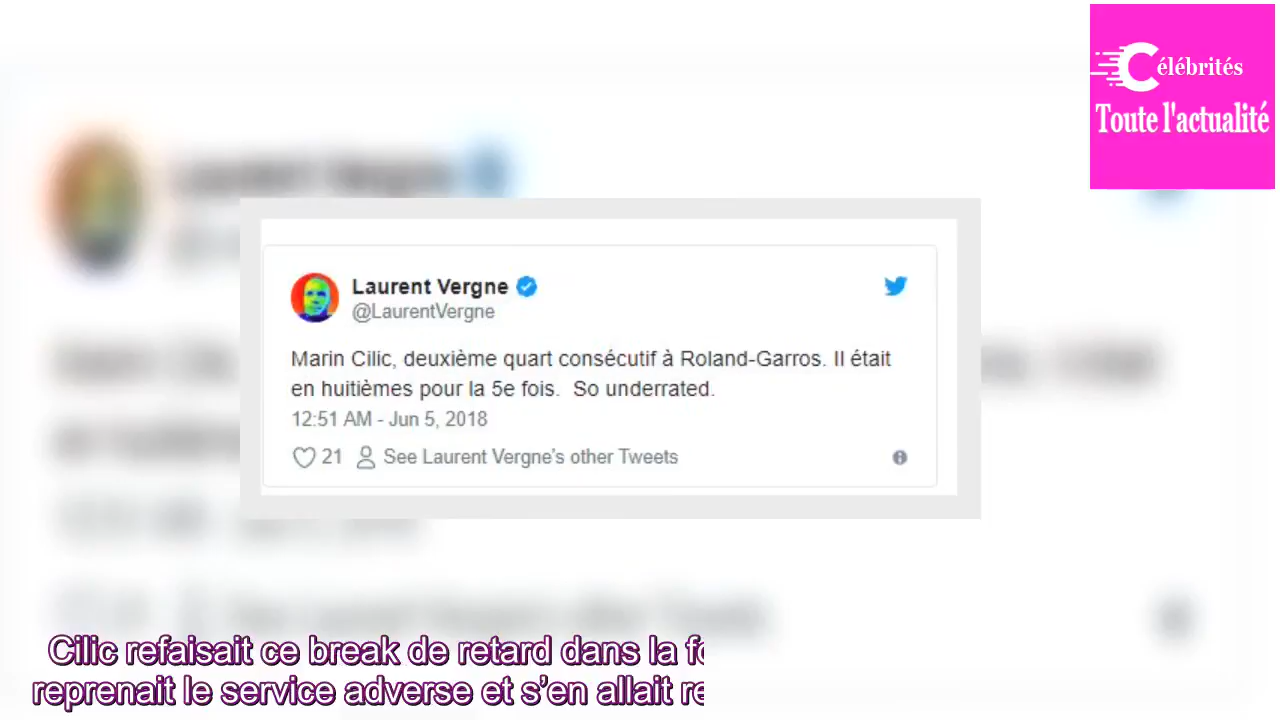 Célébrités
Toute l'actualité
Laurent Vergne
@LaurentVergne
Marin Cilic, deuxième quart consécutif à Roland-Garros. Il était
en huitièmes pour la 5e fois. So underrated.
12:51 AM - Jun 5, 2018
21 See Laurent Vergne's other Tweets
Cilic refaisait ce break de retard dans la
reprenait le service adverse et s’en allait